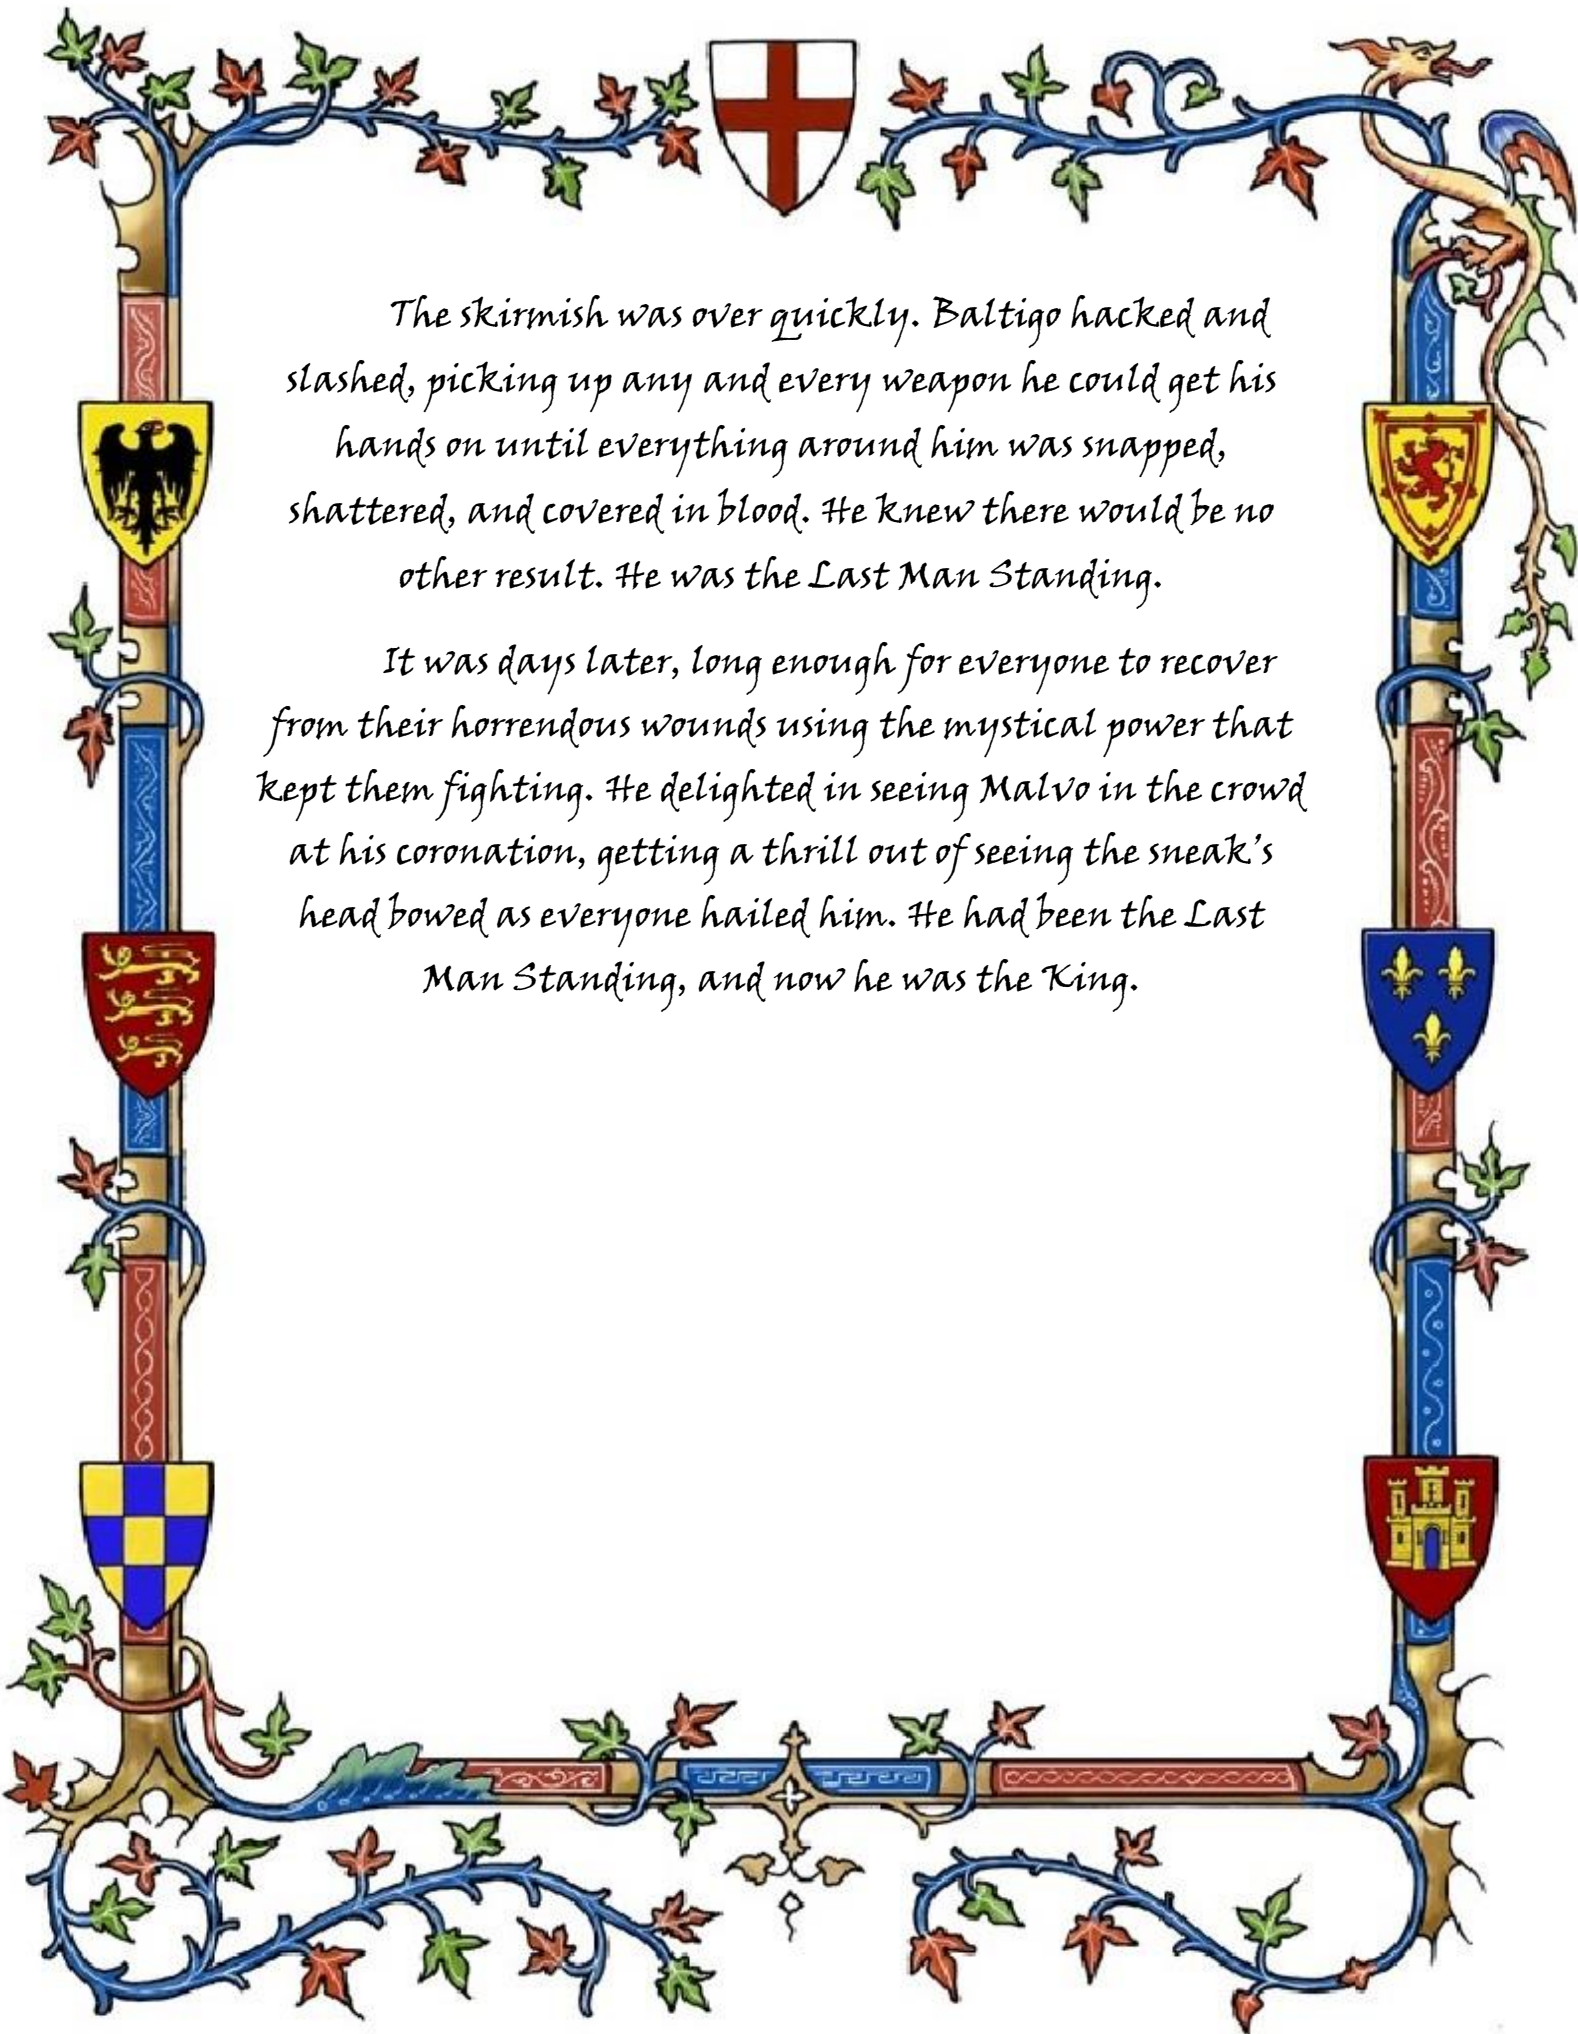 The skirmish was over quickly. Baltigo hacked and
slashed, picking up any and every weapon he could get his
hands on until everything around him was snapped,
shattered, and covered in blood. He knew there would be no
other result. He was the Last Man Standing.
It was days later, long enough for everyone to recover
from their horrendous wounds using the mystical power that
kept them fighting. He delighted in seeing Malvo in the crowd
at his coronation, getting a thrill out of seeing the sneak's
head bowed as everyone hailed him. He had been the Last
Man Standing, and now he was the King.